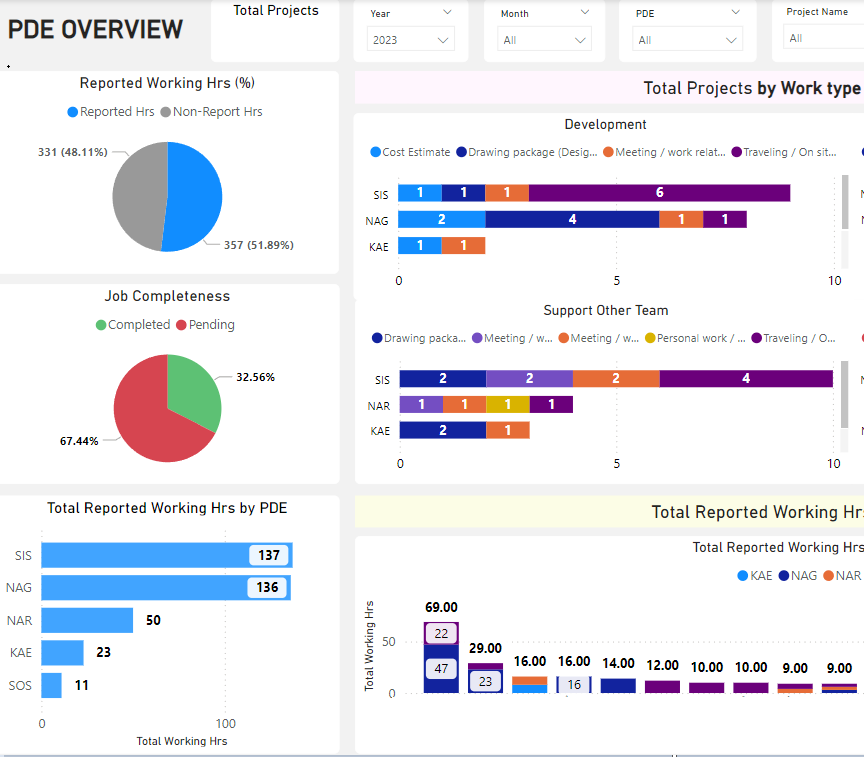 PDE OVERVIEW
Total Projects
Year
2023
Month
All
PDE
All
Project Name
All
Reported Working Hrs (%)
Reported Hrs Non-Report Hrs
331 (48.11%)
357 (51.89%)
Job Completeness
Completed Pending
32.56%
67.44%
Total Reported Working Hrs by PDE
SIS 137
NAG 136
NAR 50
KAE 23
SOS 11
0 100
Total Working Hrs
Total Projects by Work type
Development
Cost Estimate Drawing package (Desig... Meeting / work relat... Traveling / On sit...
SIS 1 1 1 6
NAG 2 4 1 1
KAE 1 1
0 5 10
Support Other Team
Drawing packa... Meeting / w... Meeting / w... Personal work / ... Traveling / O...
SIS 2 2 2 4
NAR 1 1 1 1
KAE 2 1
0 5 10
Total Reported Working Hr
Total Reported Working Hrs
KAE NAG NAR
Total Working Hrs
50
0
69.00 29.00 16.00 16.00 14.00 12.00 10.00 10.00 9.00 9.00
22
47 23 16